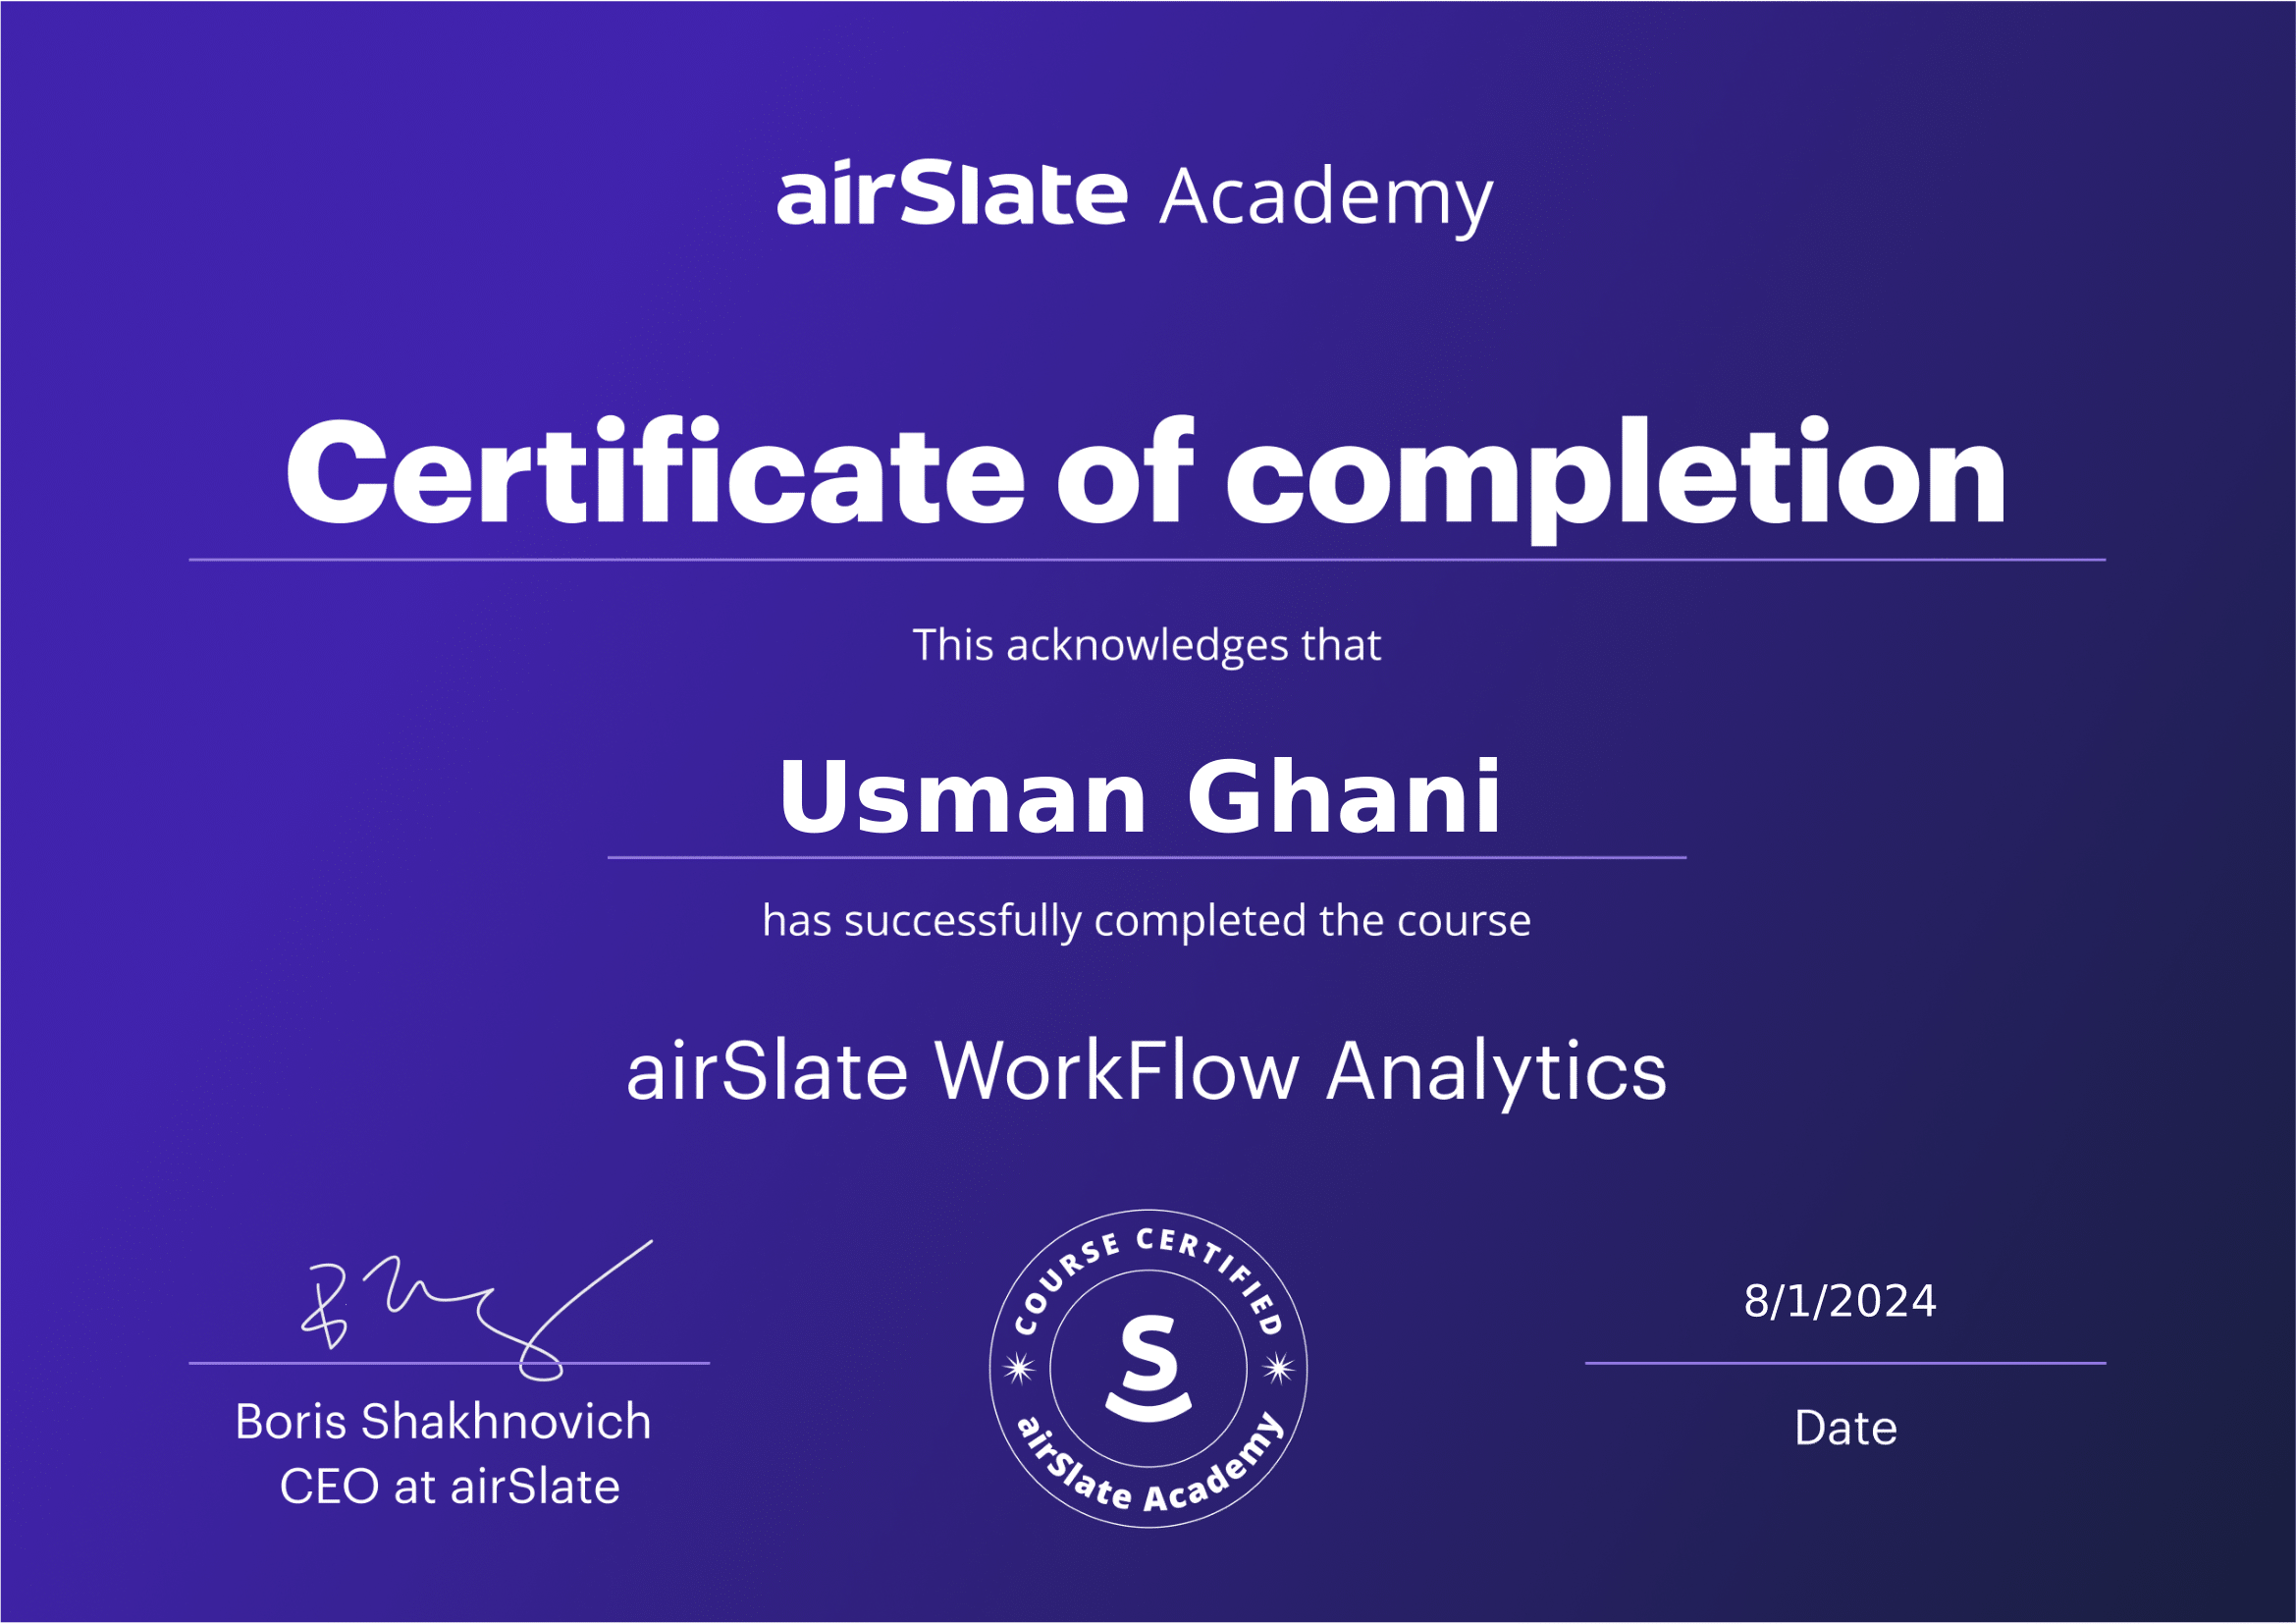 airSlate Academy
Certificate of completion
This acknowledges that
Usman Ghani
has successfully completed the course
airSlate WorkFlow Analytics
Boris Shakhnovich
CEO at airSlate
COURSE CERTIFIED
S
airSlate Academy
8/1/2024
Date